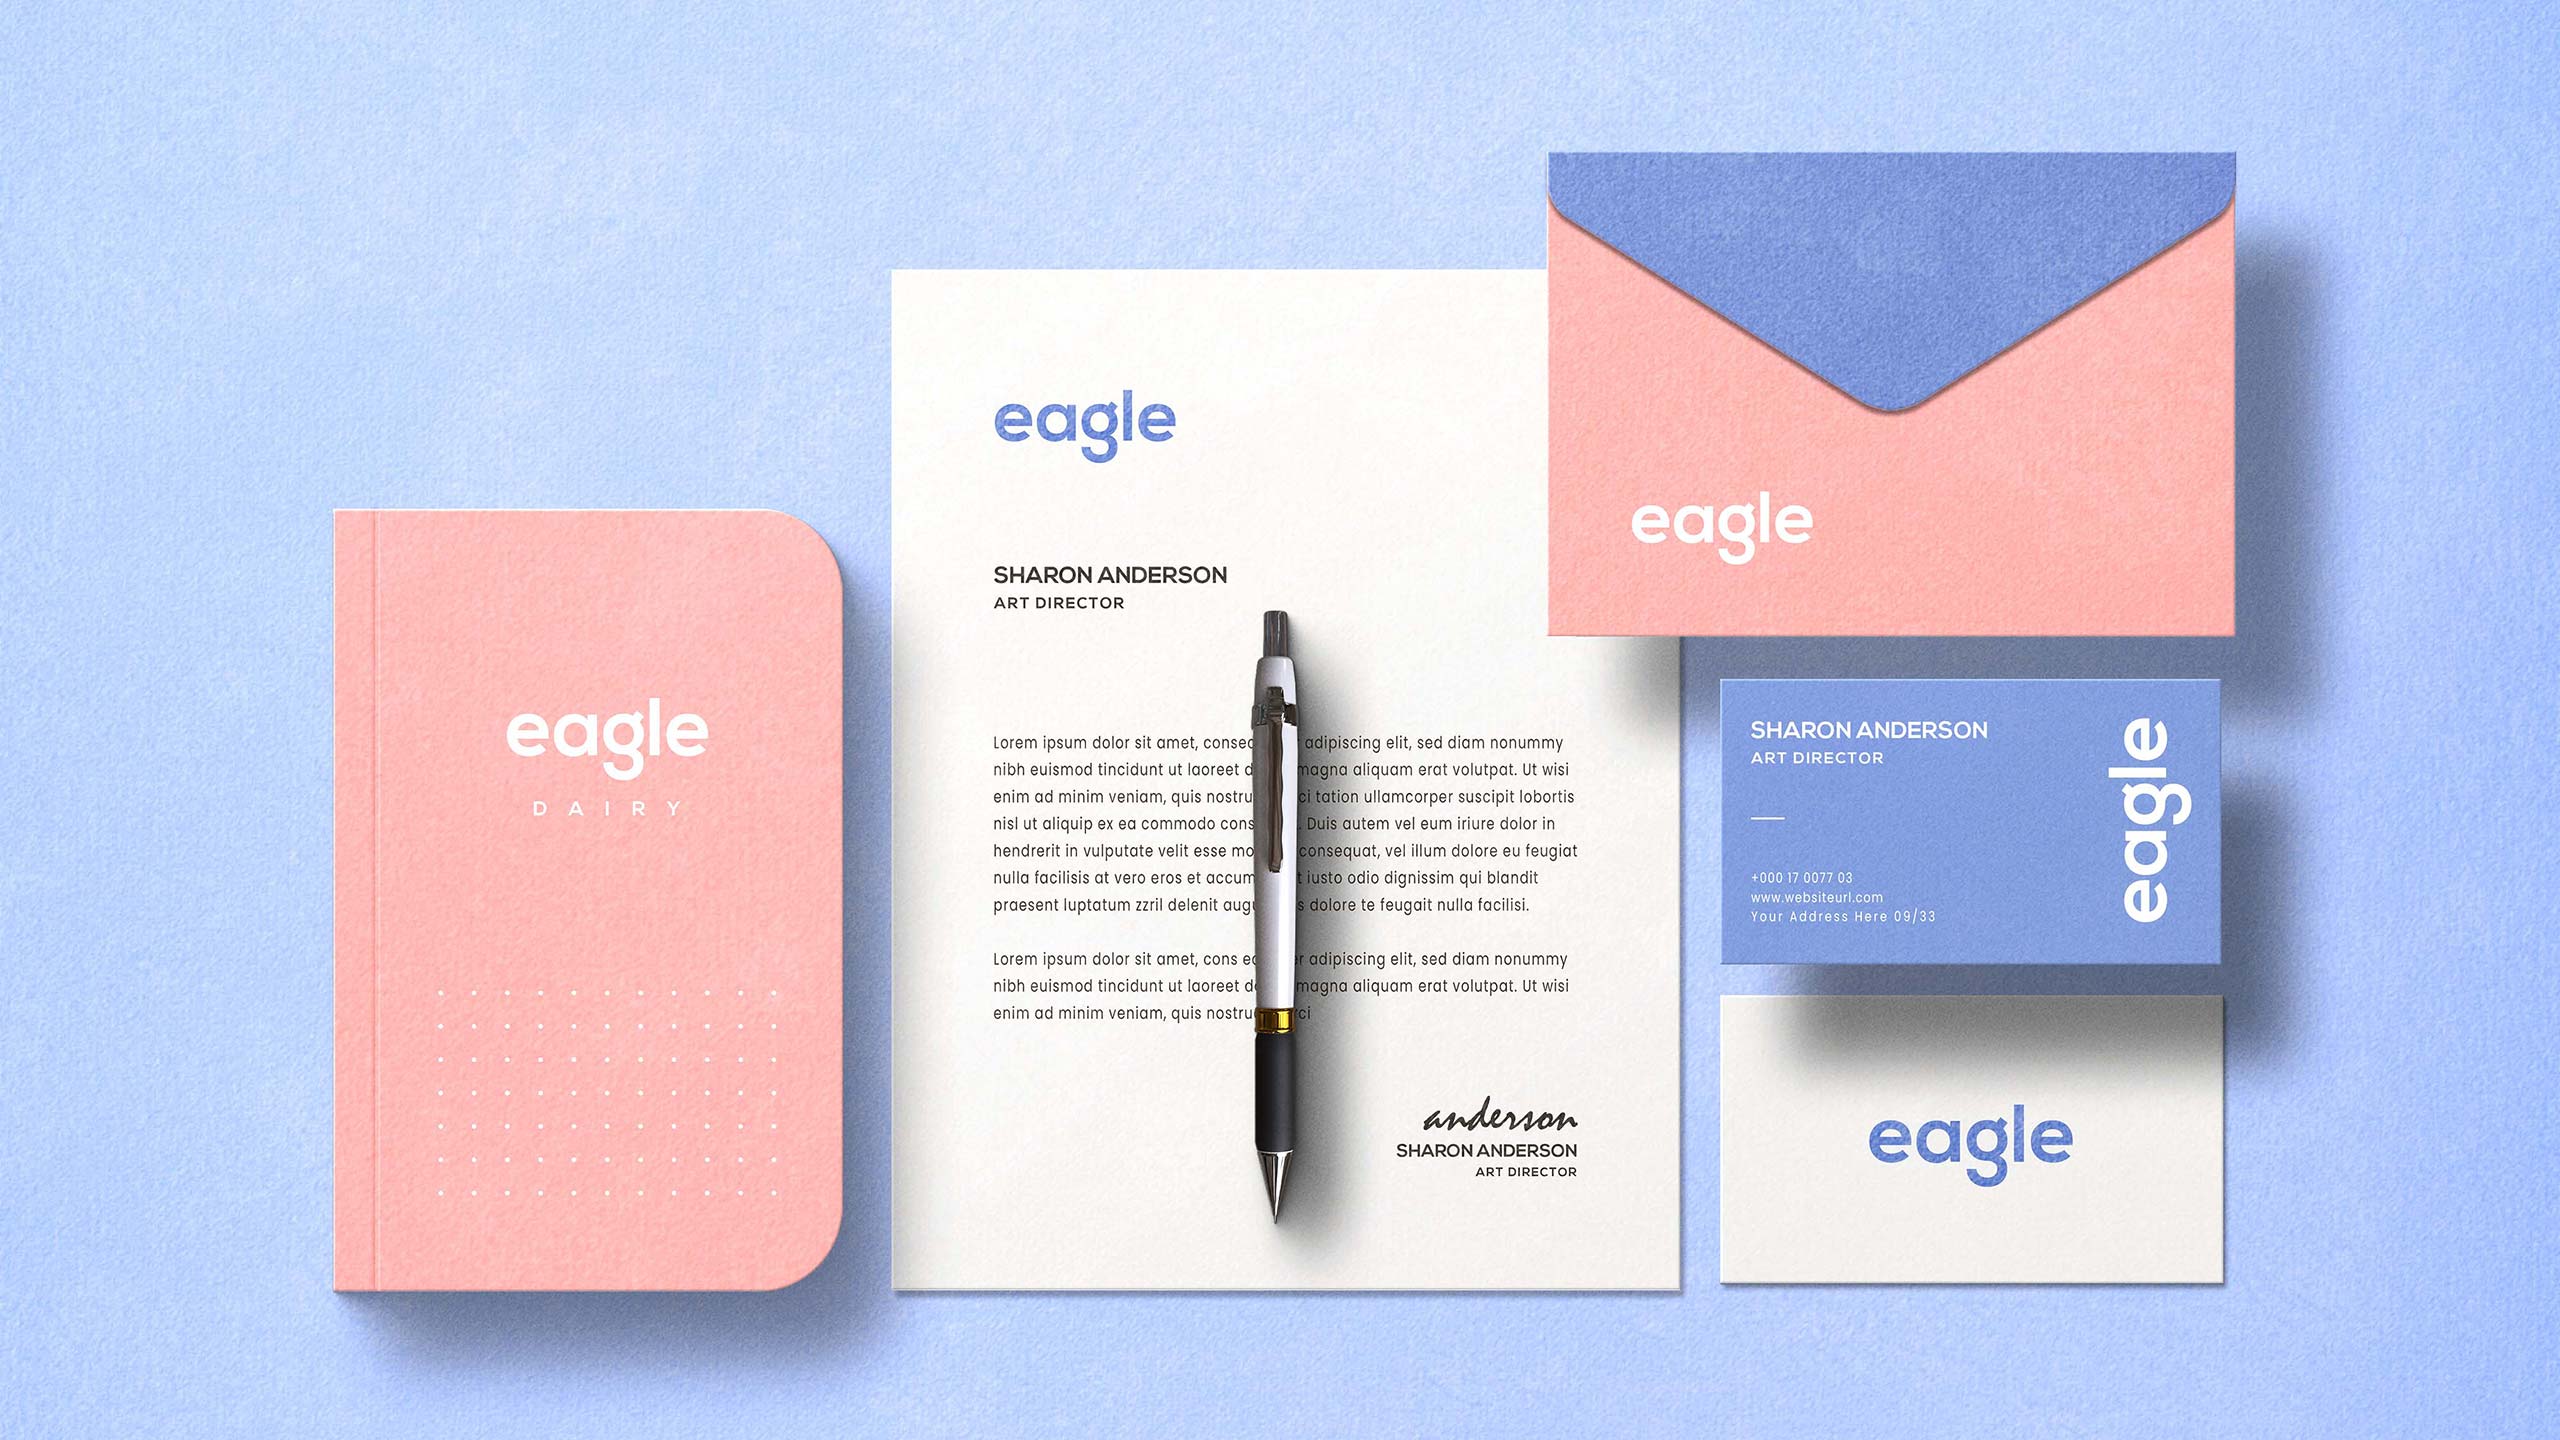 eagle
DAIRY
eagle
SHARON ANDERSON
ART DIRECTOR
Lorem ipsum dolor sit amet, adipiscing elit, sed diam nonummy
nibh euismod tincidunt ut laoreet magna aliquam erat volutpat. Ut wisi
enim ad minim veniam, quis tation ullamcorper suscipit lobortis
nisl ut aliquip ex ea commodo Duis autem vel eum iriure dolor in
hendrerit in vulputate velit esse consequat, vel illum dolore eu feugiat
nulla facilisis at vero eros et iusto odio dignissim qui blandit
praesent luptatum zzril delenit dolore te feugait nulla facilisi.
Lorem ipsum dolor sit amet, cons adipiscing elit, sed diam nonummy
nibh euismod tincidunt ut laoreet magna aliquam erat volutpat. Ut wisi
enim ad minim veniam, quis
anderson
SHARON ANDERSON
ART DIRECTOR
eagle
SHARON ANDERSON
ART DIRECTOR
+000 17 0077 03
www.websiteurl.com
Your Address Here 09/33
eagle
eagle